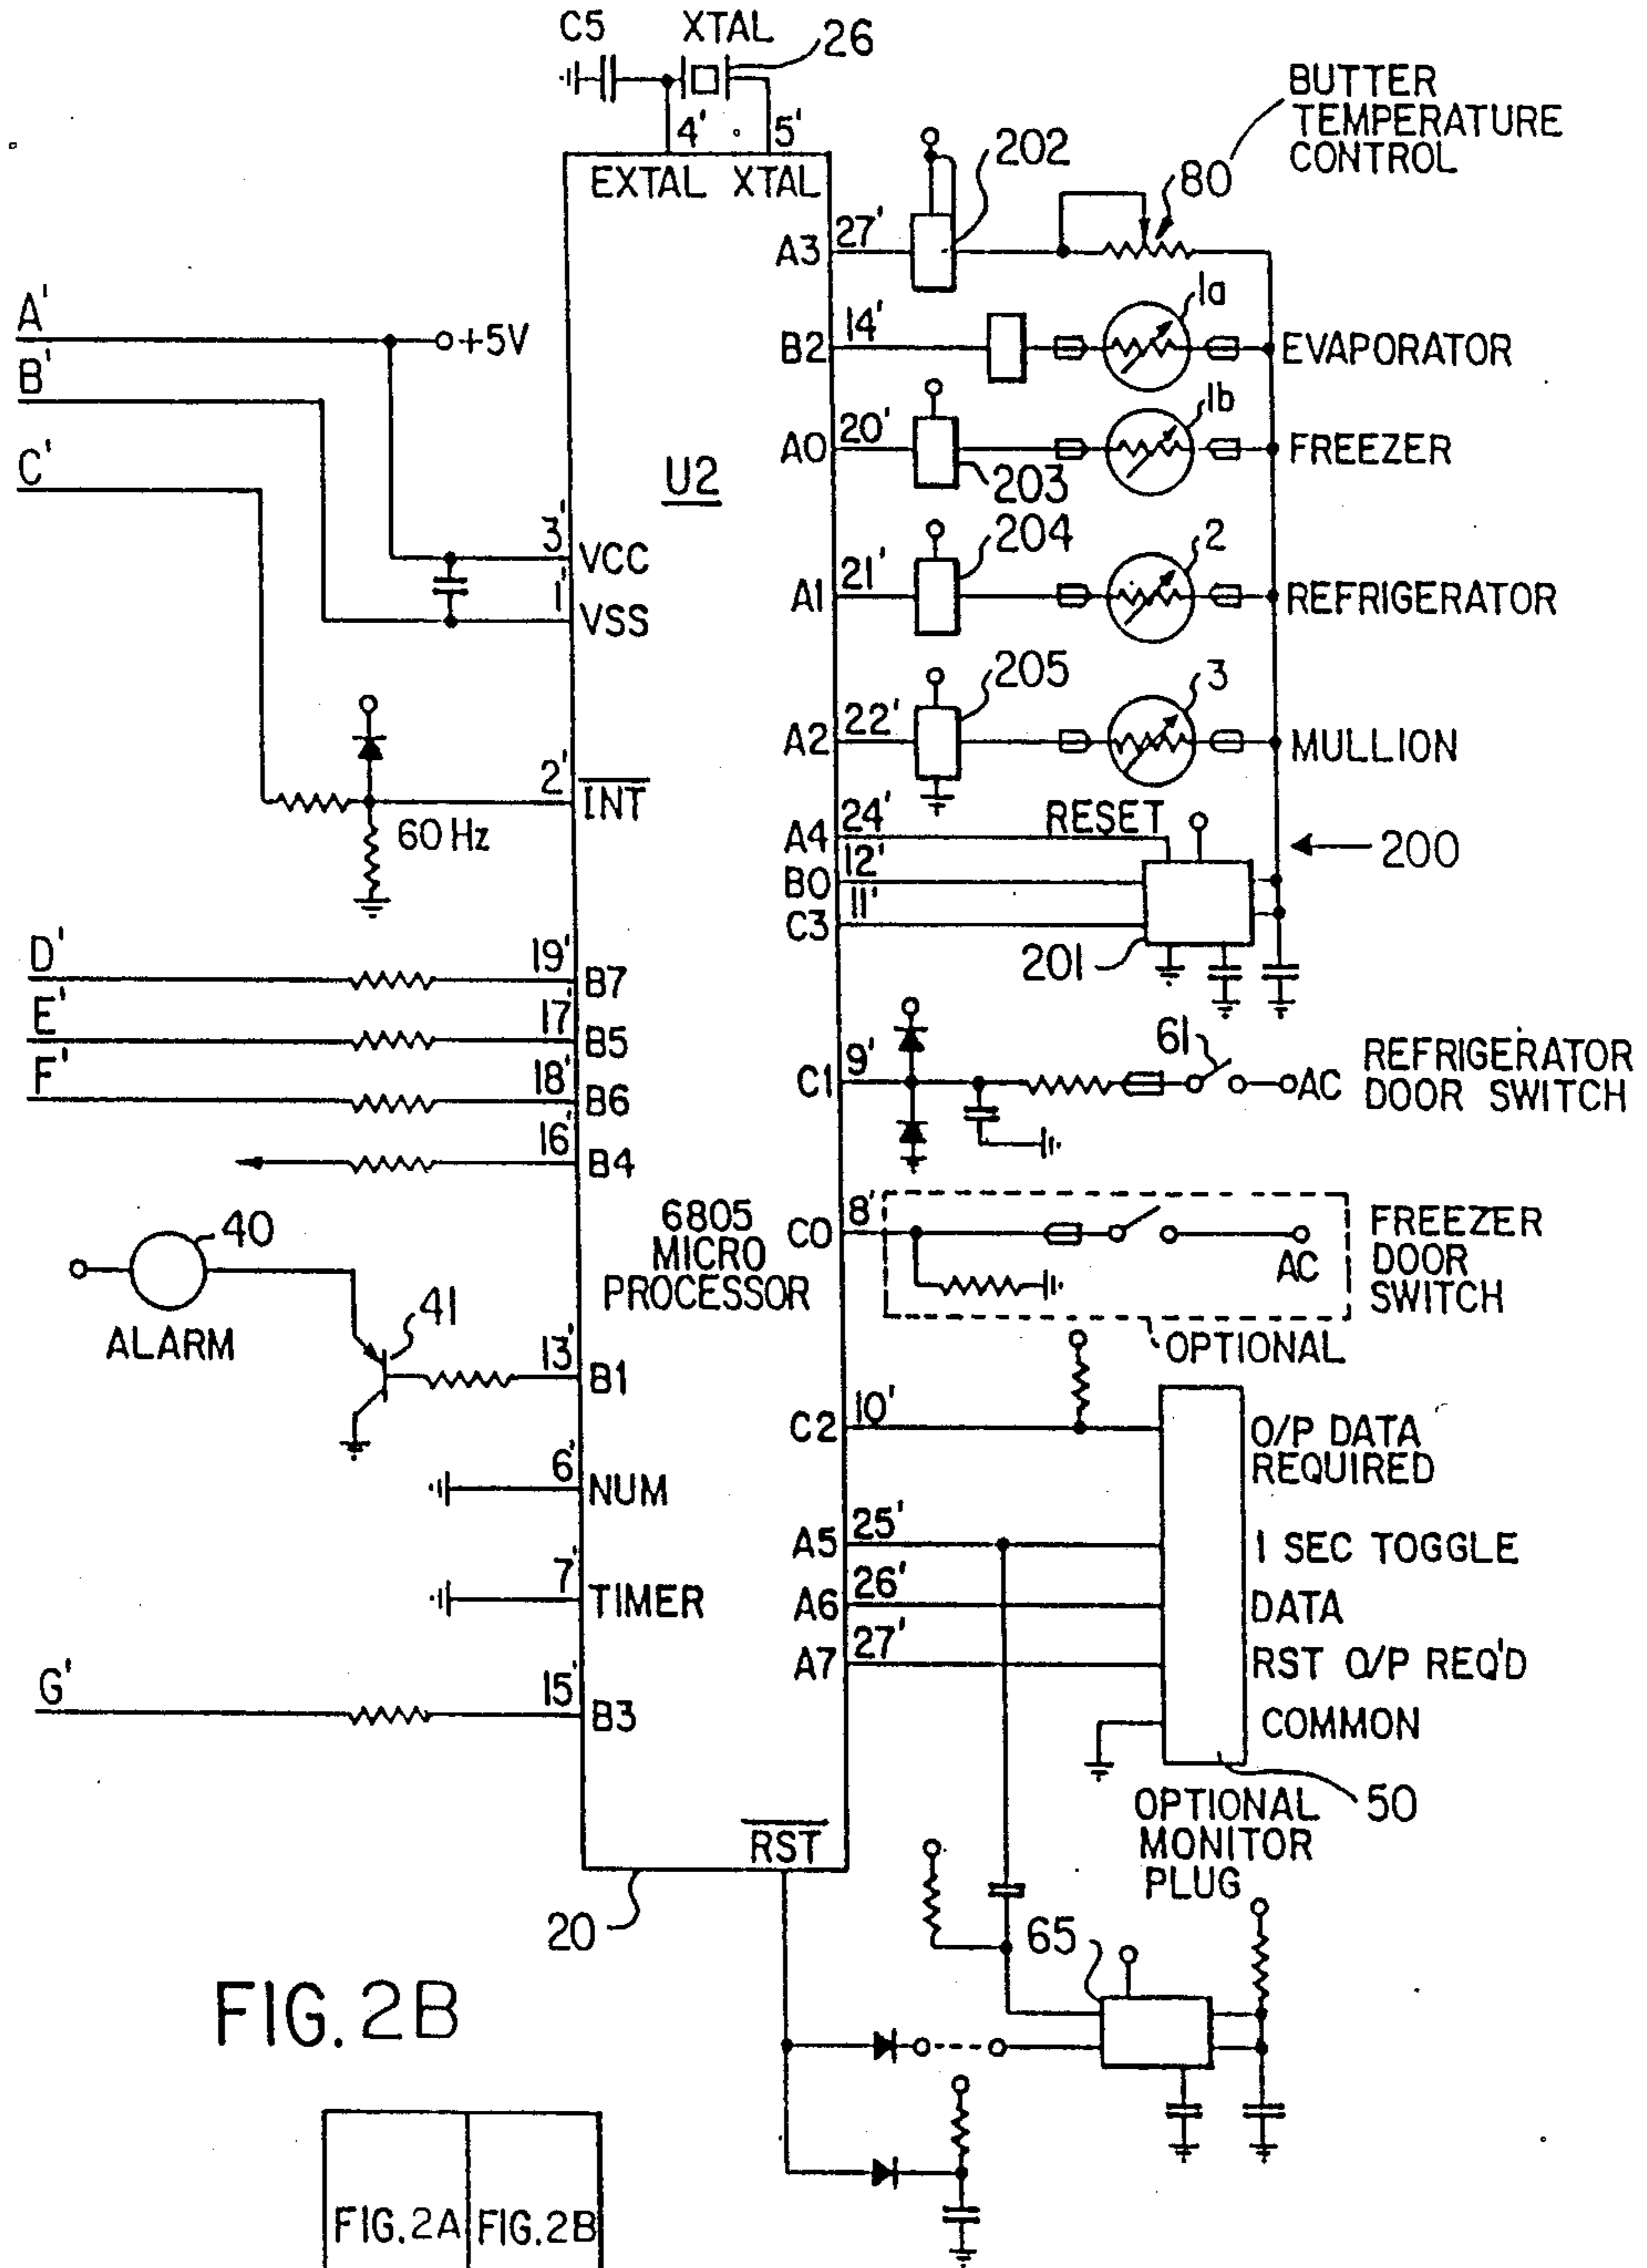 C5 XTAL 26
4' 5'
EXTAL XTAL
BUTTER
TEMPERATURE
CONTROL
202
80
A3 27'
A'
+5V
B2 14'
1a
EVAPORATOR
B'
1b
A0 20'
FREEZER
C'
U2
203
204
2
3'
VCC
A1 21'
REFRIGERATOR
1'
VSS
205
3
A2 22'
MULLION
2'
INT
60 Hz
A4 24'
RESET
200
B0 12'
C3 11'
201
D' 19' B7
E' 17' B5
F' 18' B6
16' B4
C1 9'
61
AC
REFRIGERATOR
DOOR SWITCH
C0 8'
AC
FREEZER
DOOR
SWITCH
OPTIONAL
6805
MICRO
PROCESSOR
40
ALARM
41
13' B1
C2 10'
O/P DATA
REQUIRED
6' NUM
A5 25'
1 SEC TOGGLE
7' TIMER
A6 26'
DATA
A7 27'
RST O/P REQ'D
G' 15' B3
COMMON
50
OPTIONAL
MONITOR
PLUG
RST
20
65
FIG. 2B
FIG. 2A FIG. 2B